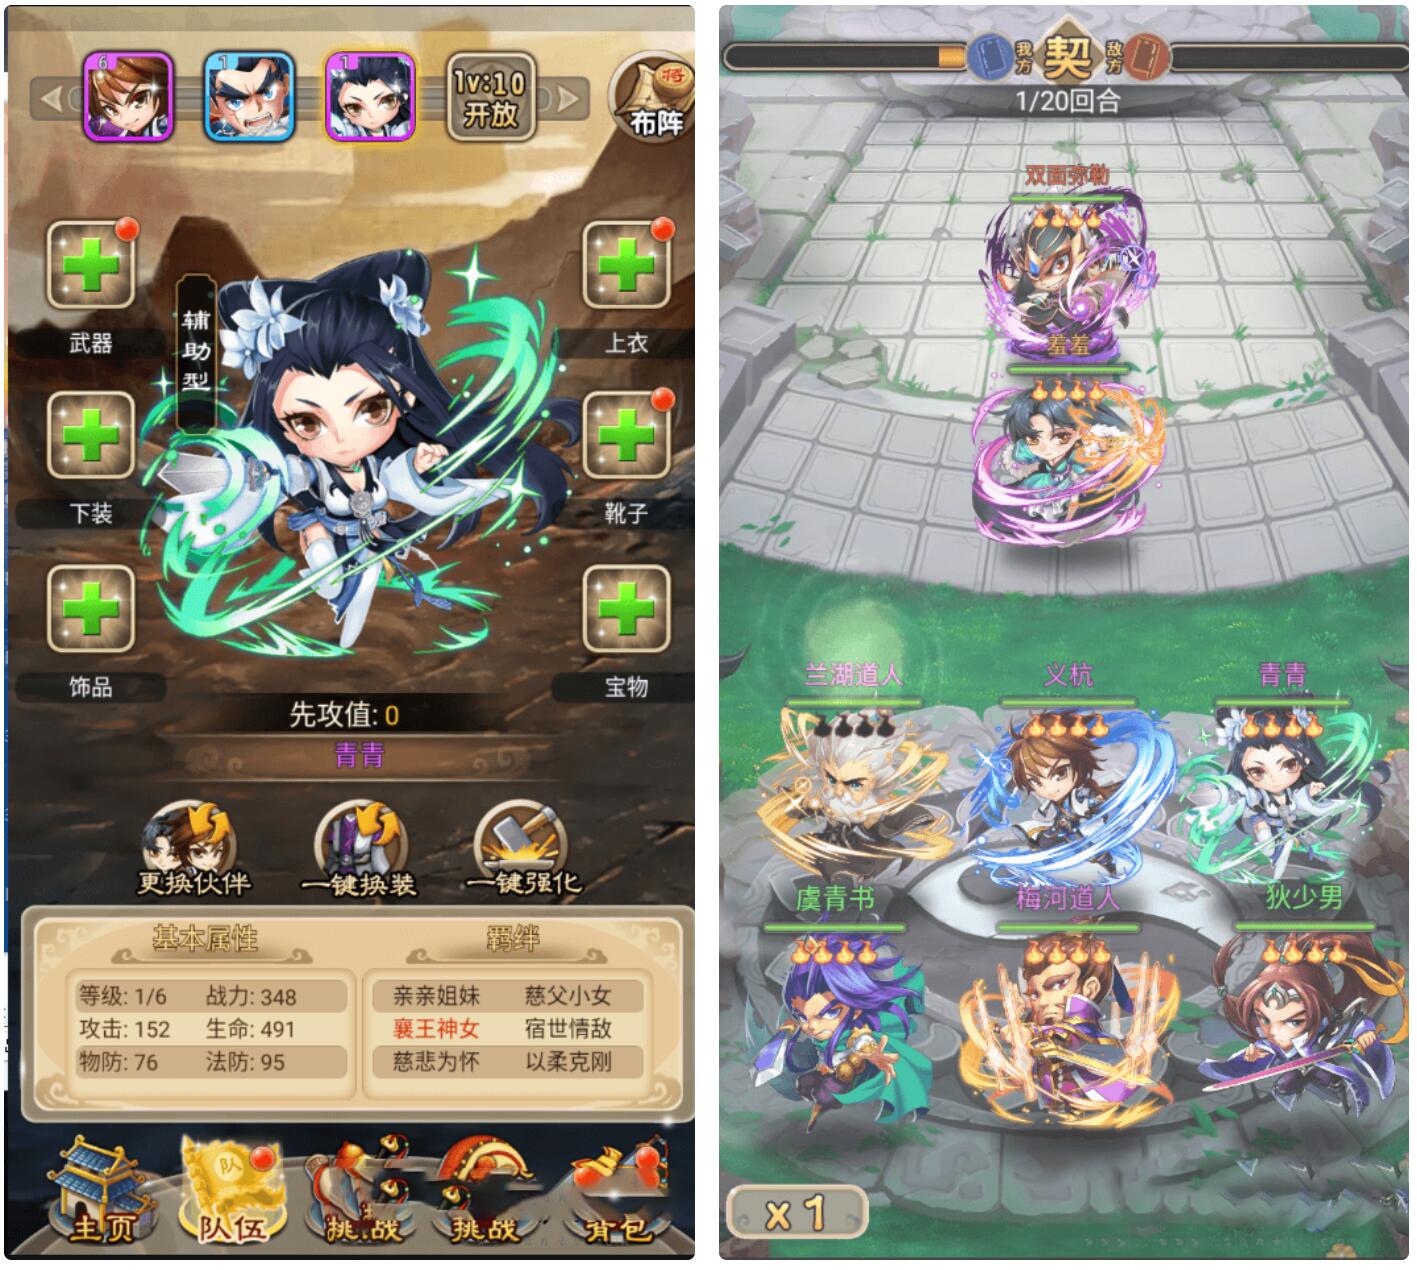 6
1
1
lv:10
开放
将
布阵
辅助型
武器
上衣
下装
靴子
饰品
宝物
先攻值: 0
青青
更换伙伴
一键换装
一键强化
基本属性
羁绊
等级: 1/6 战力: 348
攻击: 152 生命: 491
物防: 76 法防: 95
亲亲姐妹 慈父小女
襄王神女 宿世情敌
慈悲为怀 以柔克刚
主页
队
队伍
挑战
挑战
背包
我方
契
敌方
1/20回合
双面弥勒
羞羞
兰湖道人
义杭
青青
虞青书
梅河道人
狄少男
x 1